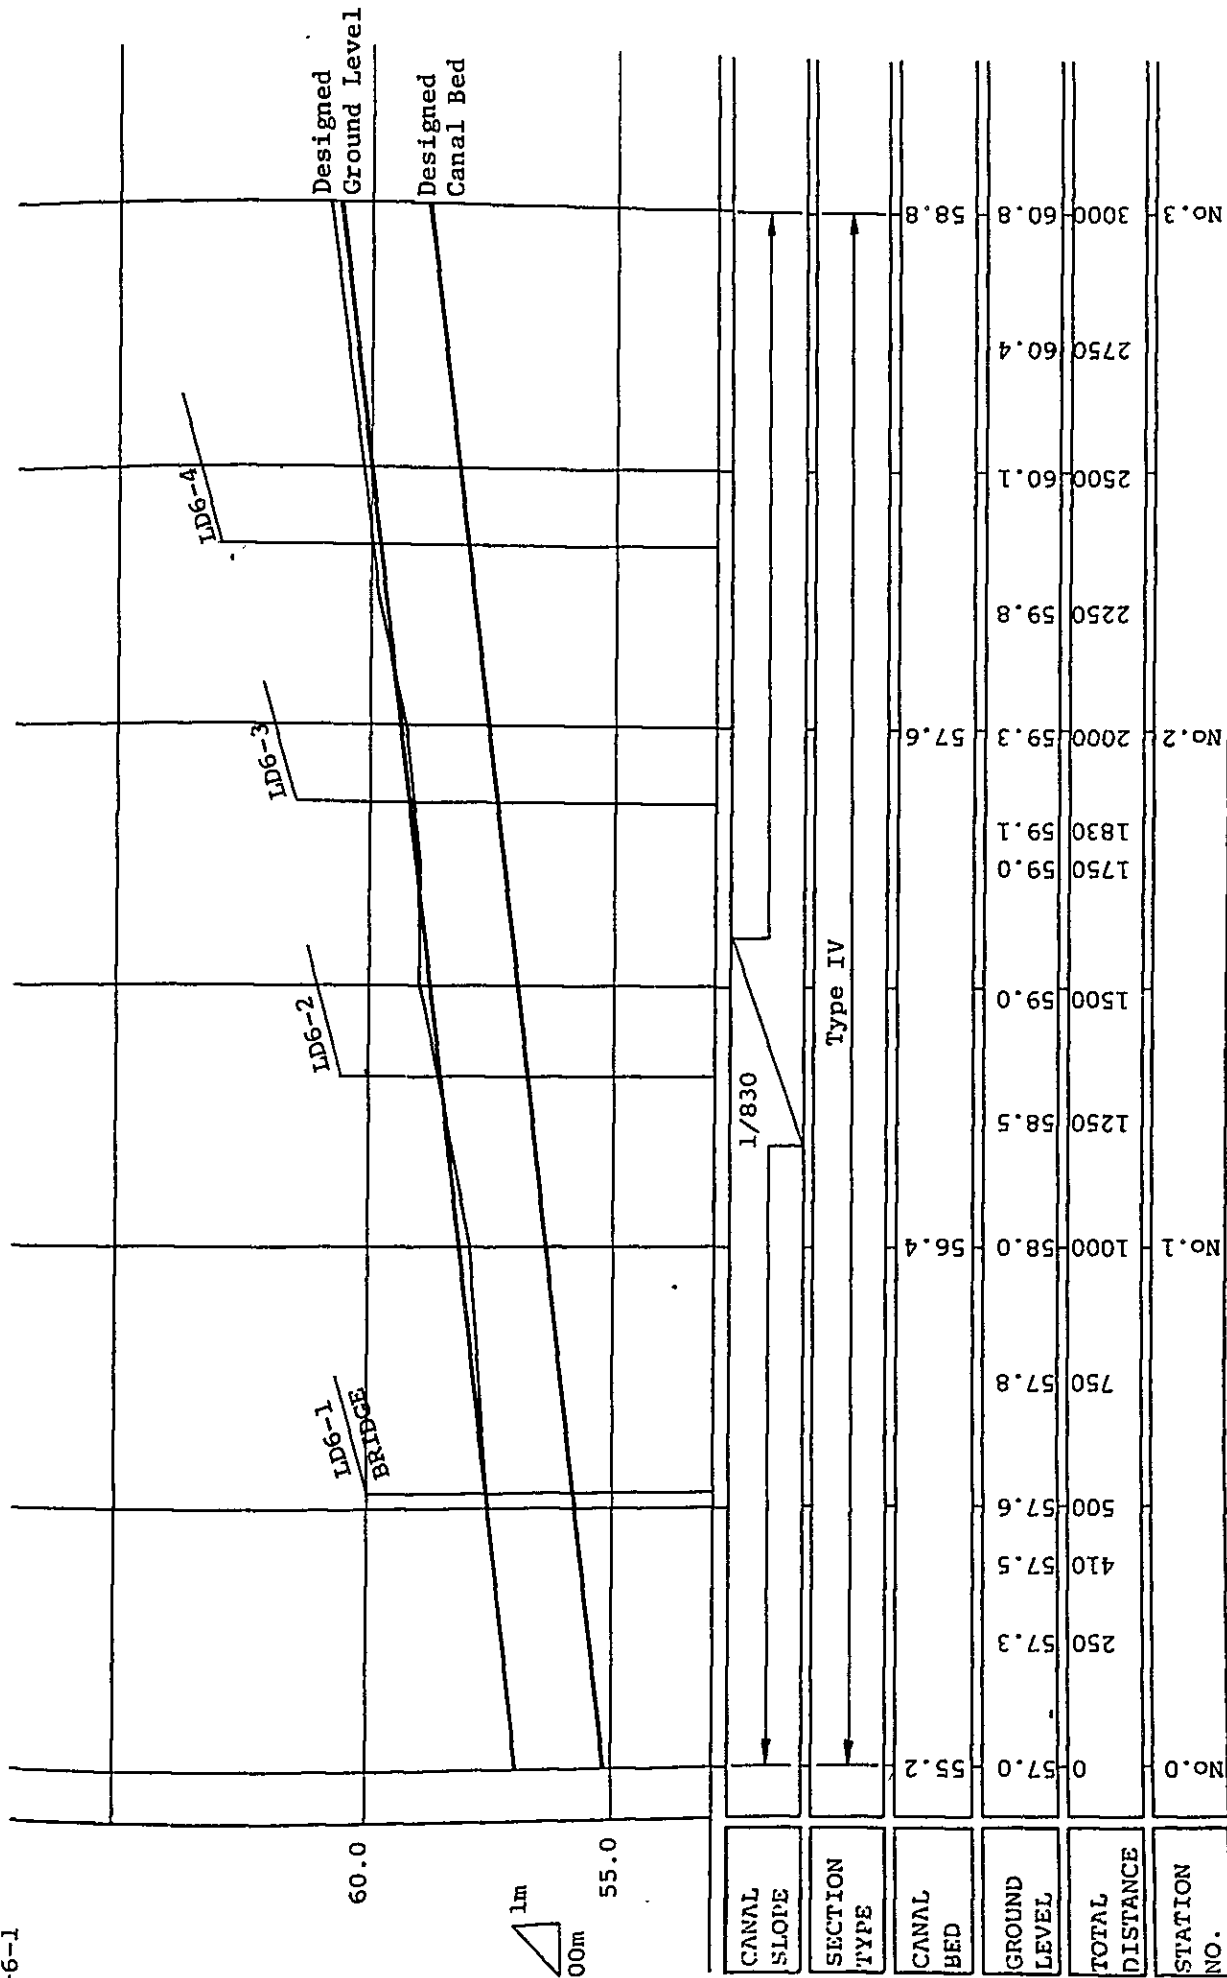 6-1
Designed
Ground Level
Designed
Canal Bed
LD6-1
BRIDGE
LD6-2
LD6-3
LD6-4
60.0
55.0
1m
00m
CANAL
SLOPE
1/830
SECTION
TYPE
Type IV
CANAL
BED
55.2
56.4
57.6
58.8
GROUND
LEVEL
57.0
57.3
57.5
57.6
57.8
58.0
58.5
59.0
59.0
59.1
59.3
59.8
60.1
60.4
60.8
TOTAL
DISTANCE
0
250
410
500
750
1000
1250
1500
1750
1830
2000
2250
2500
2750
3000
STATION
NO.
No.0
No.1
No.2
No.3